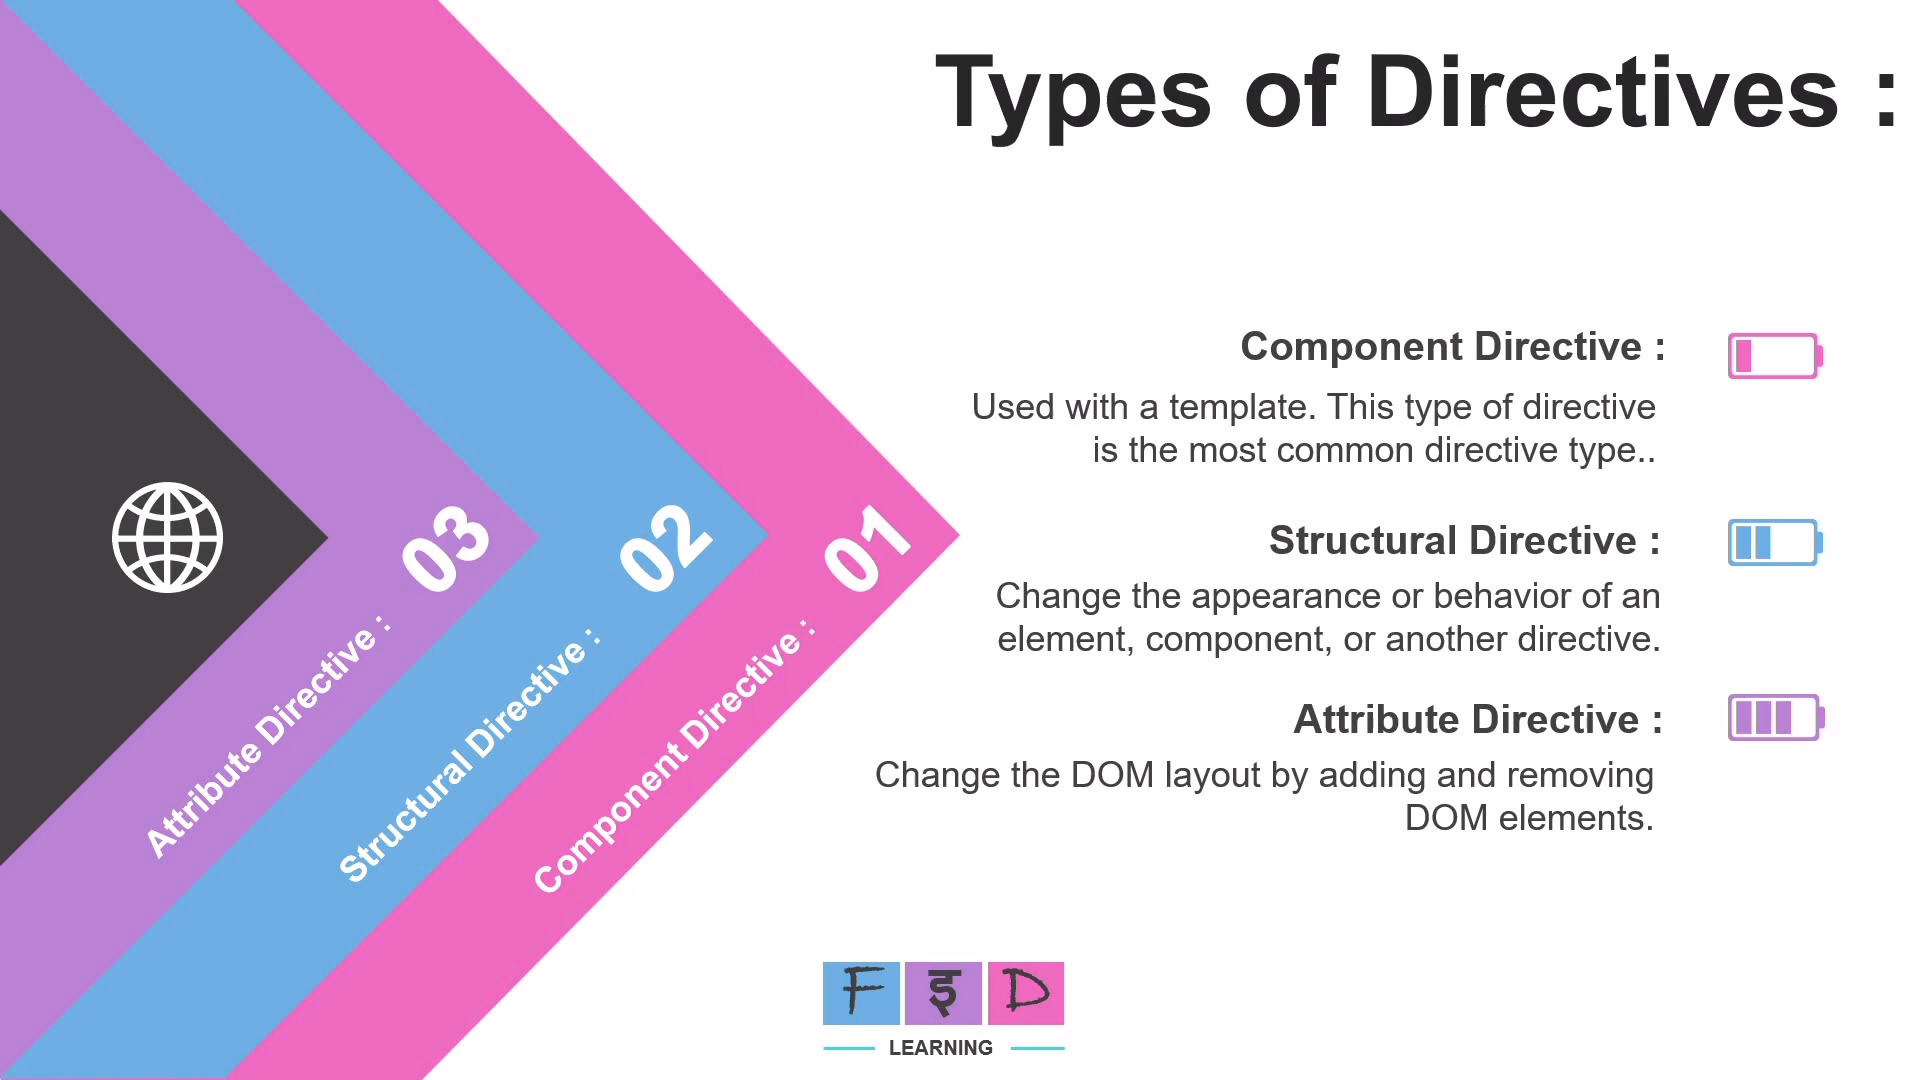 Types of Directives :
Component Directive :
Used with a template. This type of directive
is the most common directive type..
Structural Directive :
Change the appearance or behavior of an
element, component, or another directive.
Attribute Directive :
Change the DOM layout by adding and removing
DOM elements.
03
Attribute Directive :
02
Structural Directive :
01
Component Directive :
F इ D
LEARNING